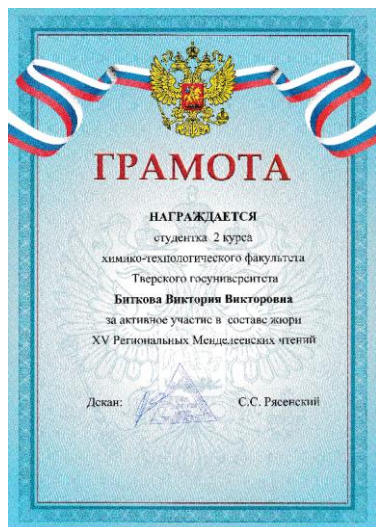 ГРАМОТА
НАГРАЖДАЕТСЯ
студентка 2 курса
химико-технологического факультета
Тверского госуниверситета
Биткова Виктория Викторовна
за активное участие в составе жюри
XV Региональных Менделеевских чтений
Декан:
С.С. Рясенский